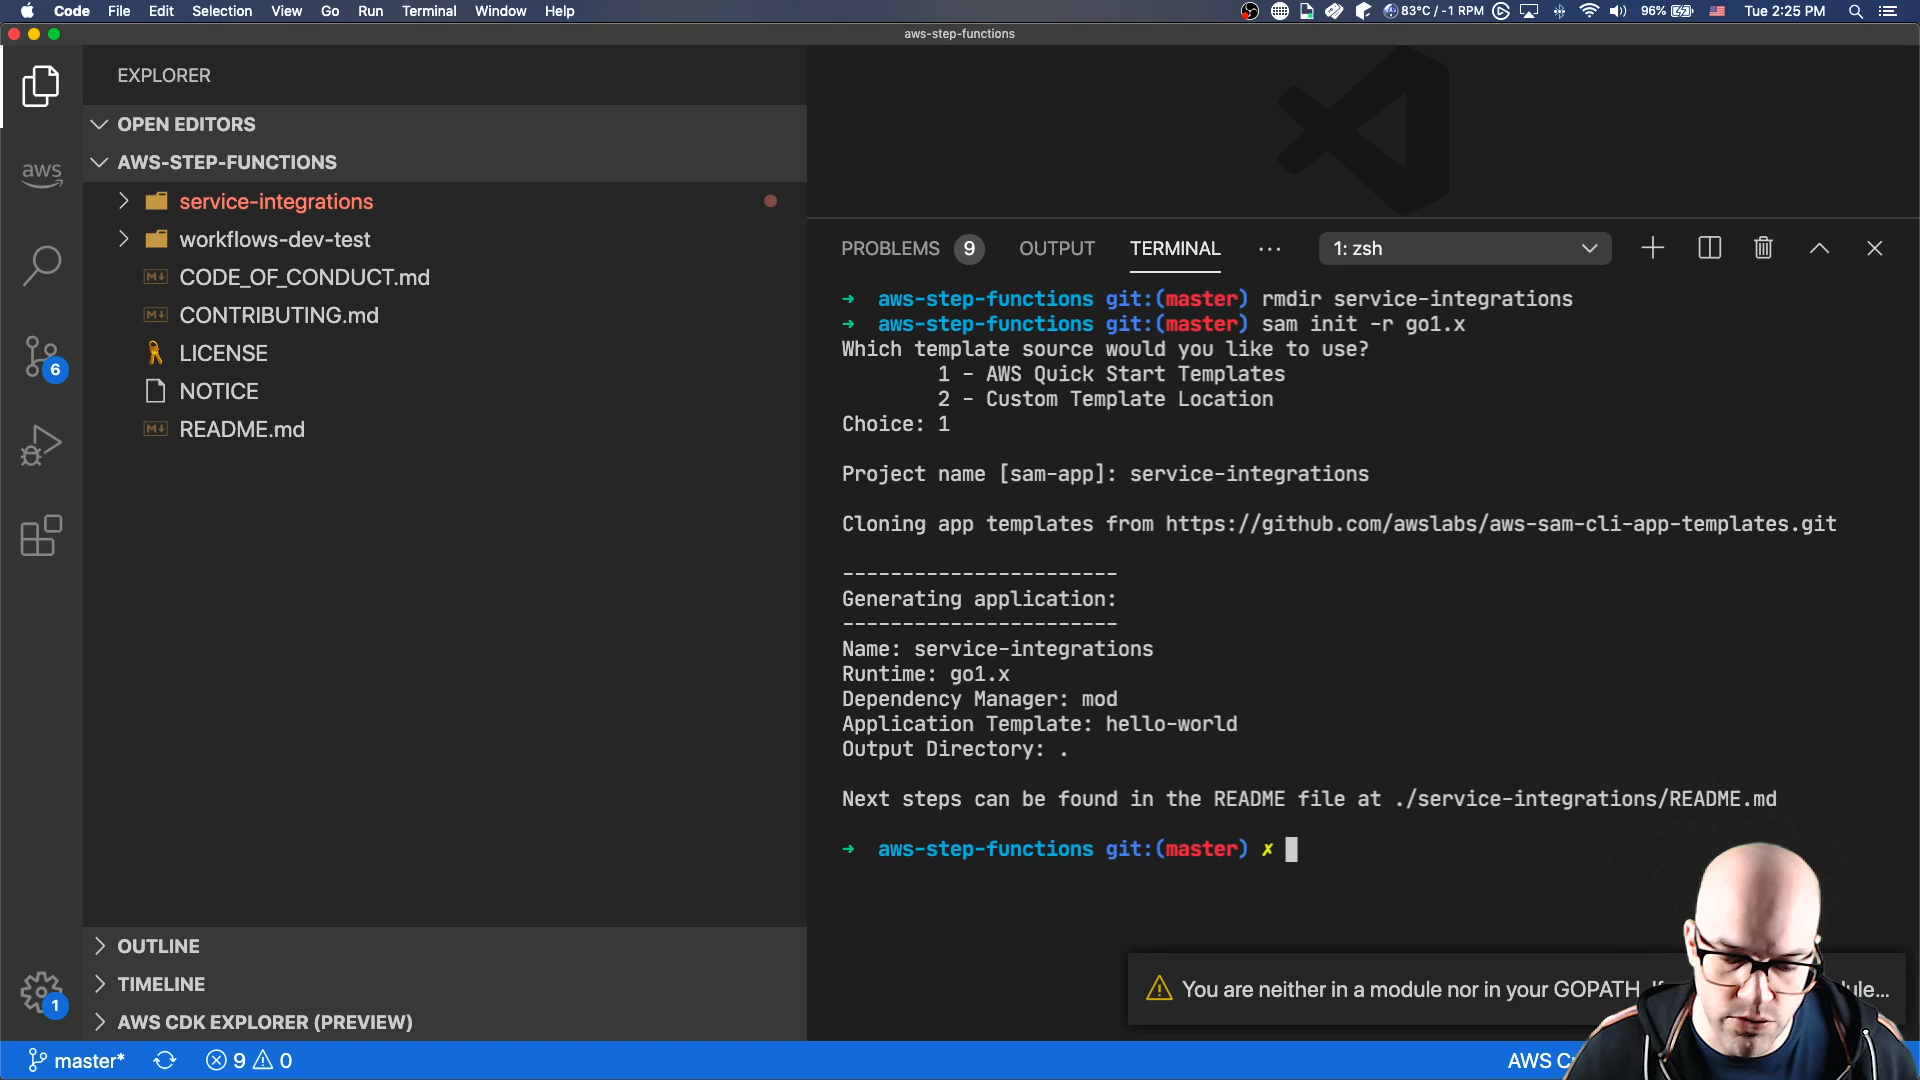 Code File Edit Selection View Go Run Terminal Window Help
83°C / -1 RPM 96% Tue 2:25 PM
aws-step-functions
EXPLORER
OPEN EDITORS
AWS-STEP-FUNCTIONS
service-integrations
workflows-dev-test
CODE_OF_CONDUCT.md
CONTRIBUTING.md
LICENSE
NOTICE
README.md
aws
6
1
OUTLINE
TIMELINE
AWS CDK EXPLORER (PREVIEW)
PROBLEMS 9 OUTPUT TERMINAL ··· 1: zsh
→ aws-step-functions git:(master) rmdir service-integrations
→ aws-step-functions git:(master) sam init -r go1.x
Which template source would you like to use?
1 - AWS Quick Start Templates
2 - Custom Template Location
Choice: 1
Project name [sam-app]: service-integrations
Cloning app templates from https://github.com/awslabs/aws-sam-cli-app-templates.git
-----------------------
Generating application:
-----------------------
Name: service-integrations
Runtime: go1.x
Dependency Manager: mod
Application Template: hello-world
Output Directory: .
Next steps can be found in the README file at ./service-integrations/README.md
→ aws-step-functions git:(master) ✗
You are neither in a module nor in your GOPATH.
master* 9 0
AWS